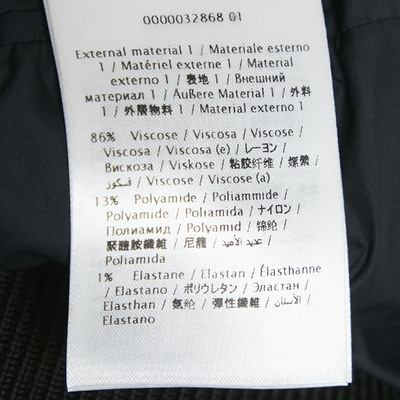 0000032868 01
External material 1 / Materiale esterno
1 / Matériel externe 1 / Material
externo 1 / 表地 1 / Внешний
материал 1 / Äußere Material 1 / 外料
1 / 外層物料 1 / Material externo 1
86% Viscose / Viscosa / Viscose /
Viscosa / Viscosa (e) / レーヨン /
Вискоза / Viskose / 粘胶纤维 / 嫘縈 /
فسكوز / Viscose / Viscose (a)
13% Polyamide / Poliammide /
Polyamide / Poliamida / ナイロン /
Полиамид / Polyamid / 锦纶 /
聚醯胺纖維 / 尼龍 / عديد الأميد /
Poliamida
1% Elastane / Elastan / Élasthanne
/ Elastano / ポリウレタン / Эластан /
Elasthan / 氨纶 / 彈性纖維 / الأستان /
Elastano